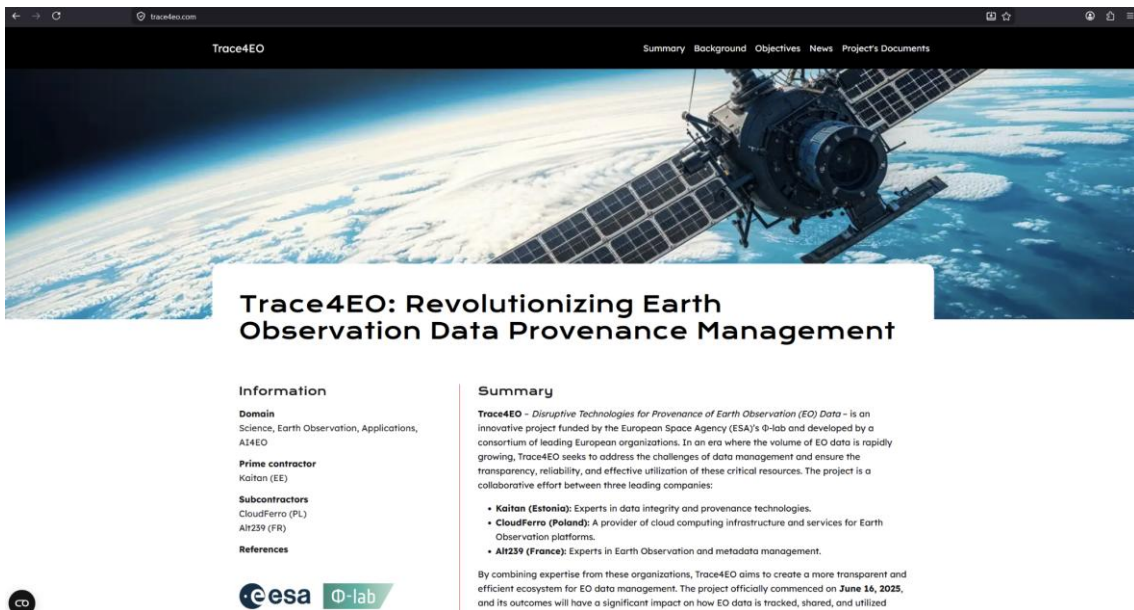 trace4eo.com
Trace4EO
Summary Background Objectives News Project's Documents
Trace4EO: Revolutionizing Earth
Observation Data Provenance Management
Information
Domain
Science, Earth Observation, Applications,
AI4EO
Prime contractor
Kaitan (EE)
Subcontractors
CloudFerro (PL)
Alt239 (FR)
References
esa Φ-lab
Summary
Trace4EO – Disruptive Technologies for Provenance of Earth Observation (EO) Data – is an
innovative project funded by the European Space Agency (ESA)'s Φ-lab and developed by a
consortium of leading European organizations. In an era where the volume of EO data is rapidly
growing, Trace4EO seeks to address the challenges of data management and ensure the
transparency, reliability, and effective utilization of these critical resources. The project is a
collaborative effort between three leading companies:
• Kaitan (Estonia): Experts in data integrity and provenance technologies.
• CloudFerro (Poland): A provider of cloud computing infrastructure and services for Earth
Observation platforms.
• Alt239 (France): Experts in Earth Observation and metadata management.
By combining expertise from these organizations, Trace4EO aims to create a more transparent and
efficient ecosystem for EO data management. The project officially commenced on June 16, 2025,
and its outcomes will have a significant impact on how EO data is tracked, shared, and utilized